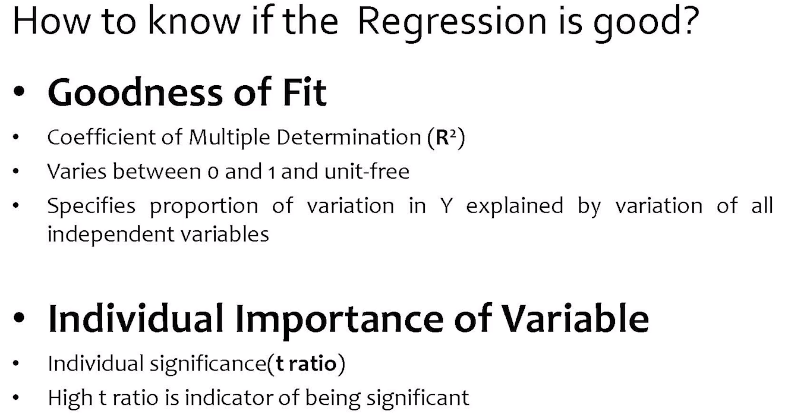 How to know if the Regression is good?
• Goodness of Fit
• Coefficient of Multiple Determination (R²)
• Varies between 0 and 1 and unit-free
• Specifies proportion of variation in Y explained by variation of all
independent variables
• Individual Importance of Variable
• Individual significance(t ratio)
• High t ratio is indicator of being significant